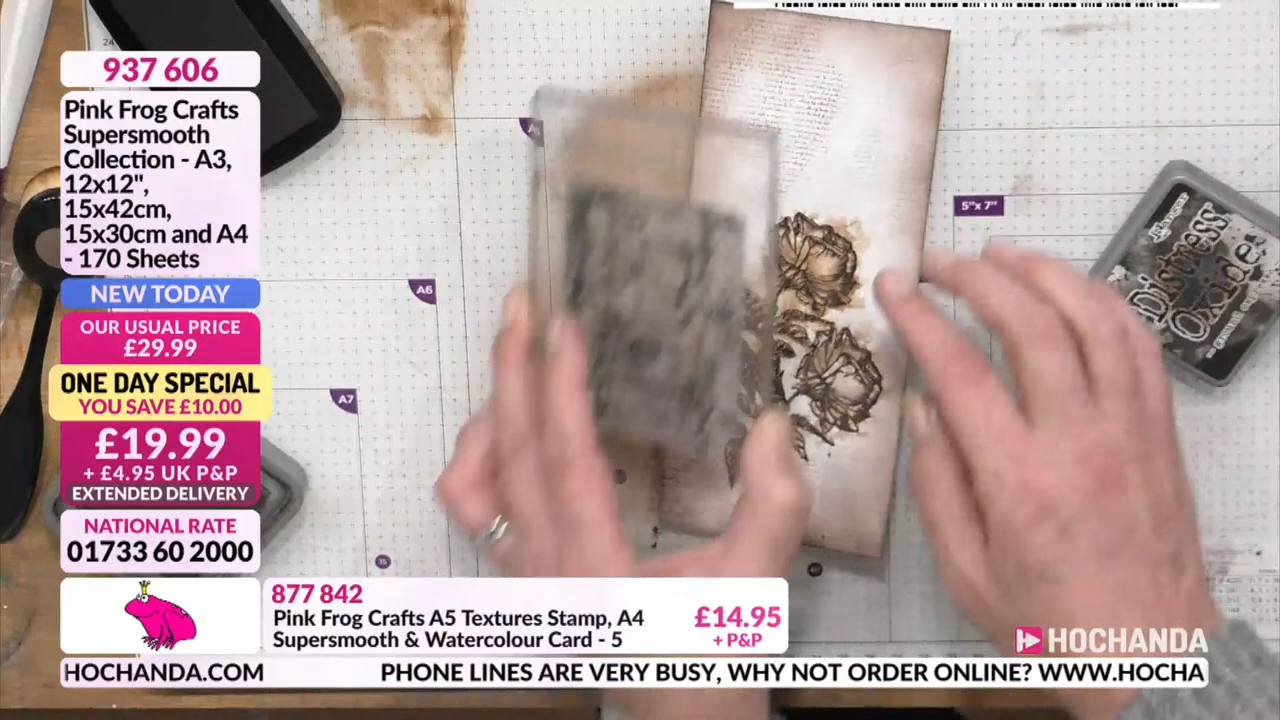 937 606
Pink Frog Crafts
Supersmooth
Collection - A3,
12x12",
15x42cm,
15x30cm and A4
- 170 Sheets
NEW TODAY
OUR USUAL PRICE
£29.99
ONE DAY SPECIAL
YOU SAVE £10.00
£19.99
+ £4.95 UK P&P
EXTENDED DELIVERY
NATIONAL RATE
01733 60 2000
24
A6
A7
5"x 7"
Ranger
Distress
Oxide
877 842
Pink Frog Crafts A5 Textures Stamp, A4
Supersmooth & Watercolour Card - 5
£14.95
+ P&P
HOCHANDA
HOCHANDA.COM
PHONE LINES ARE VERY BUSY, WHY NOT ORDER ONLINE? WWW.HOCHA